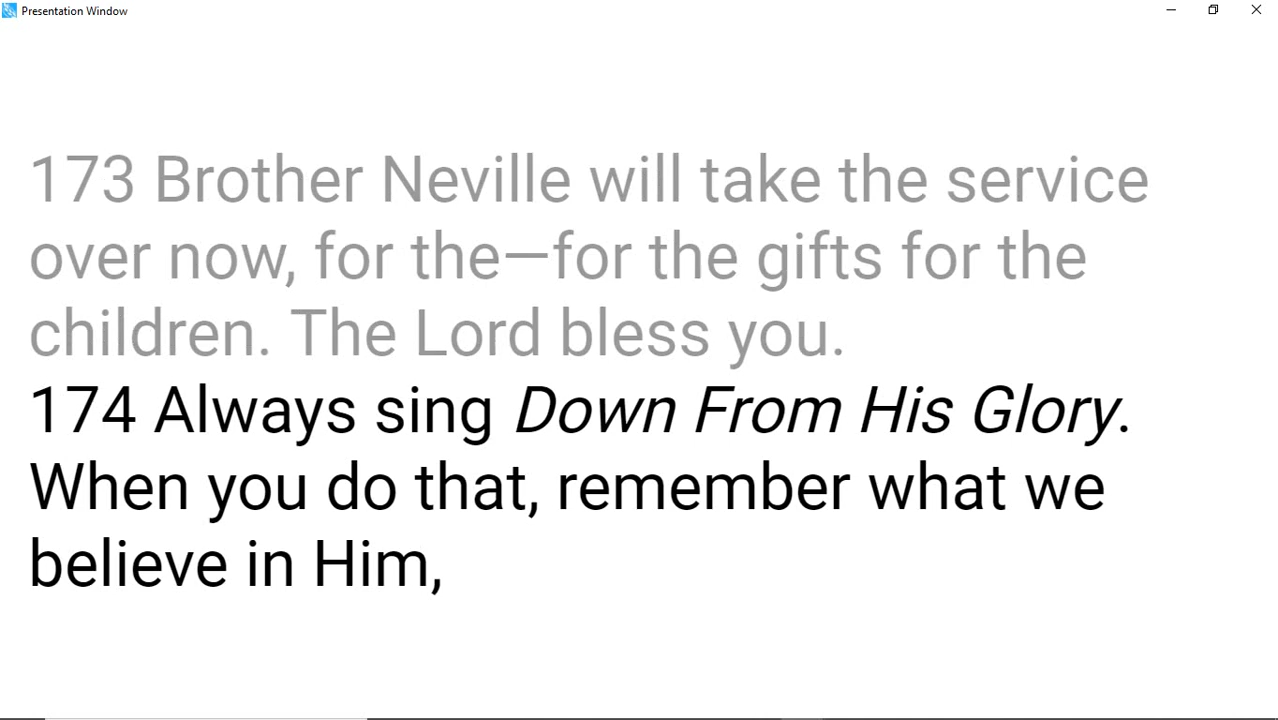 Presentation Window
173 Brother Neville will take the service
over now, for the—for the gifts for the
children. The Lord bless you.
174 Always sing Down From His Glory.
When you do that, remember what we
believe in Him,